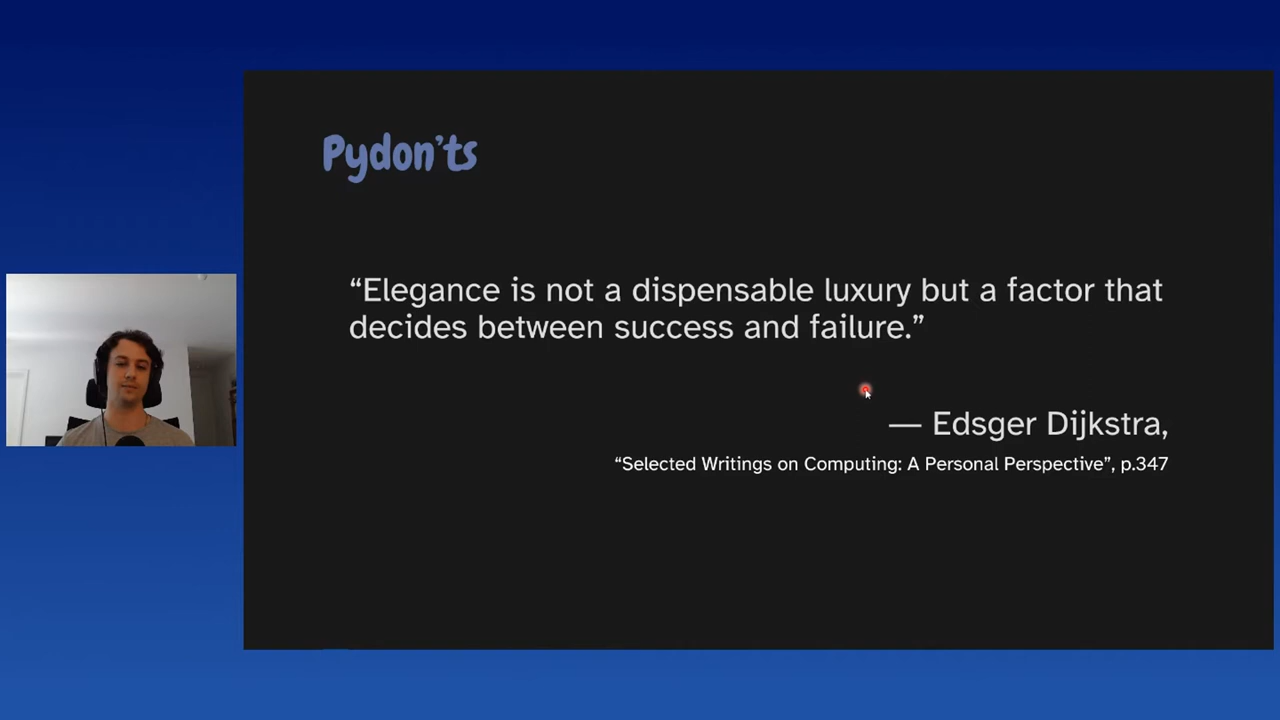 Pydon’ts
“Elegance is not a dispensable luxury but a factor that
decides between success and failure.”
— Edsger Dijkstra,
“Selected Writings on Computing: A Personal Perspective”, p.347